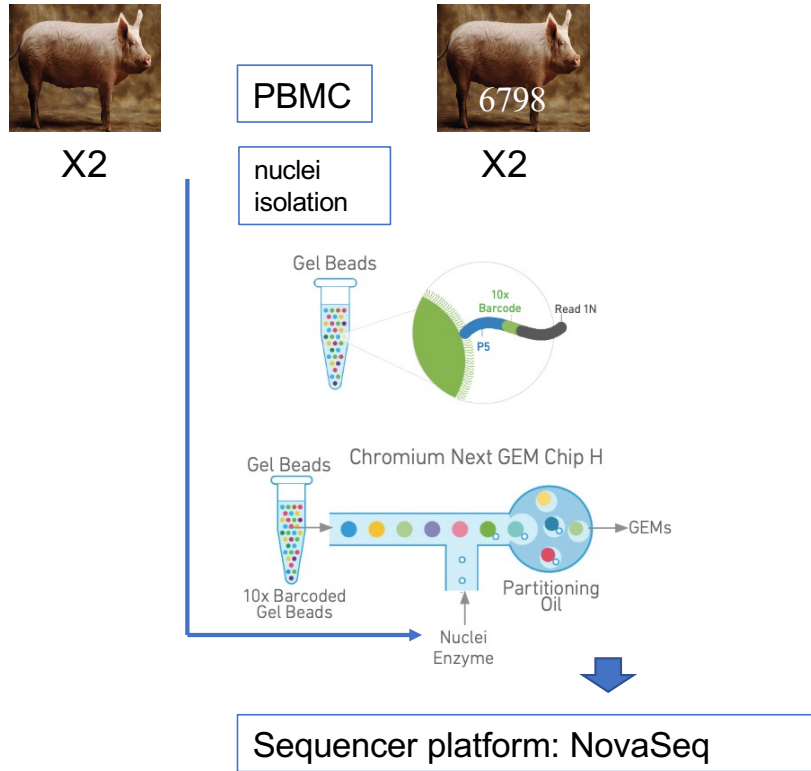 PBMC
6798
X2
X2
nuclei
isolation
Gel Beads
10x
Barcode
Read 1N
P5
Gel Beads
Chromium Next GEM Chip H
GEMs
10x Barcoded
Gel Beads
Partitioning
Oil
Nuclei
Enzyme
Sequencer platform: NovaSeq